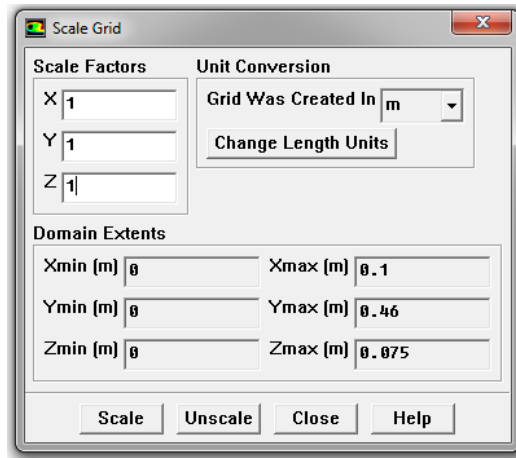 Scale Grid
Scale Factors
X 1
Y 1
Z 1
Unit Conversion
Grid Was Created In m
Change Length Units
Domain Extents
Xmin (m) 0 Xmax (m) 0.1
Ymin (m) 0 Ymax (m) 0.46
Zmin (m) 0 Zmax (m) 0.075
Scale Unscale Close Help